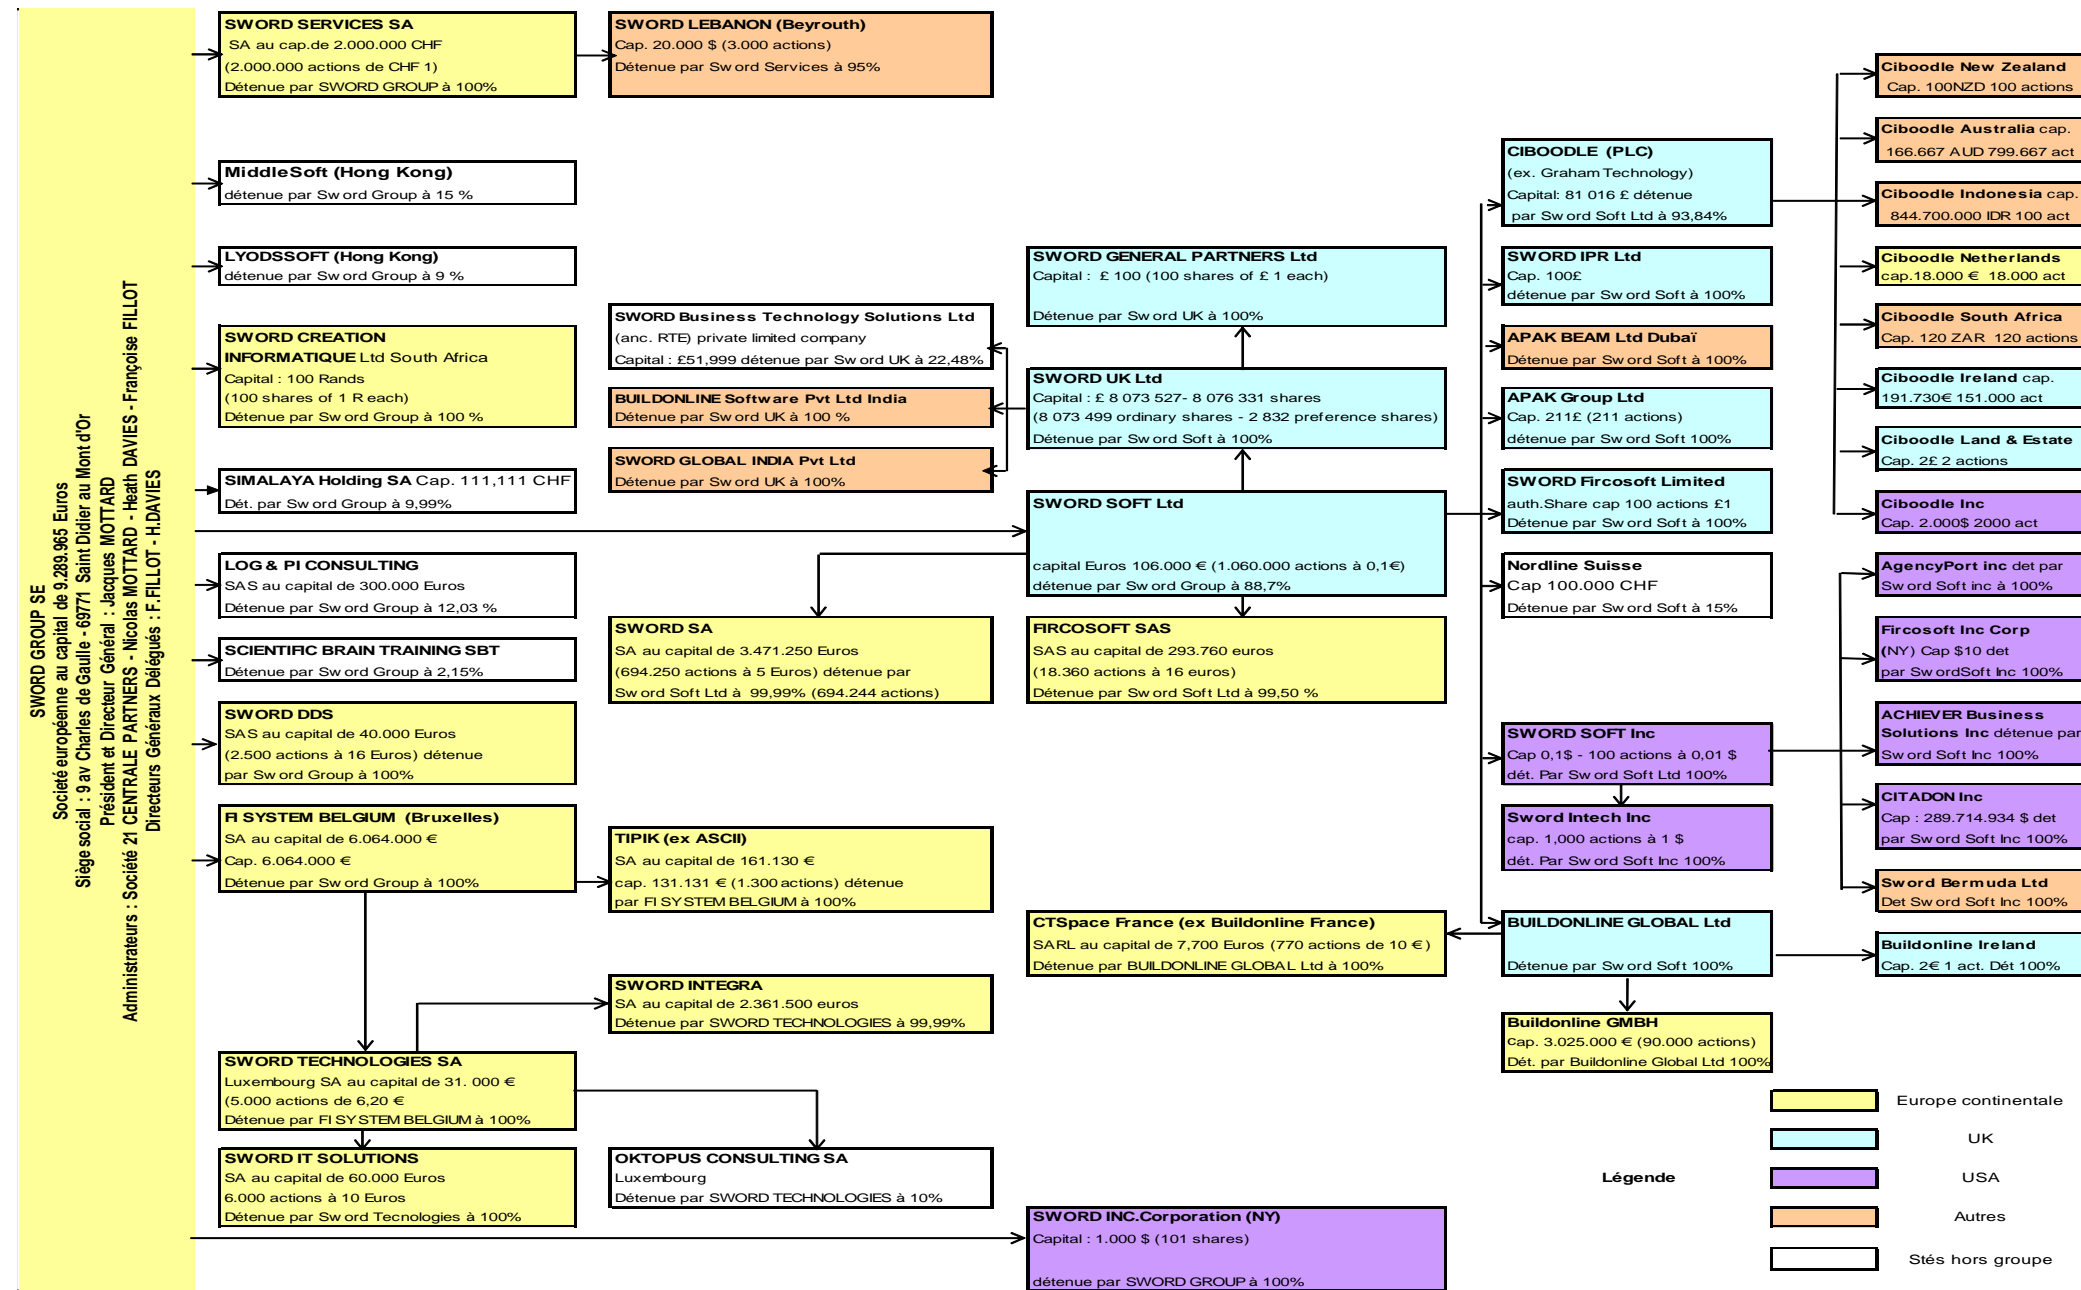 SWORD GROUP SE
Societé européenne au capital de 9.289.965 Euros
Siège social : 9 av Charles de Gaulle - 69771 Saint Didier au Mont d'Or
Président et Directeur Général : Jacques MOTTARD
Administrateurs : Société 21 CENTRALE PARTNERS - Nicolas MOTTARD - Heath DAVIES - Françoise FILLOT
Directeurs Généraux Délégués : F.FILLOT - H.DAVIES
SWORD SERVICES SA
SA au cap.de 2.000.000 CHF
(2.000.000 actions de CHF 1)
Détenue par SWORD GROUP à 100%
MiddleSoft (Hong Kong)
détenue par Sword Group à 15 %
LYODSSOFT (Hong Kong)
détenue par Sword Group à 9 %
SWORD CREATION
INFORMATIQUE Ltd South Africa
Capital : 100 Rands
(100 shares of 1 R each)
Détenue par Sword Group à 100 %
SIMALAYA Holding SA Cap. 111,111 CHF
Dét. par Sword Group à 9,99%
LOG & PI CONSULTING
SAS au capital de 300.000 Euros
Détenue par Sword Group à 12,03 %
SCIENTIFIC BRAIN TRAINING SBT
Détenue par Sword Group à 2,15%
SWORD DDS
SAS au capital de 40.000 Euros
(2.500 actions à 16 Euros) détenue
par Sword Group à 100%
FI SYSTEM BELGIUM (Bruxelles)
SA au capital de 6.064.000 €
Cap. 6.064.000 €
Détenue par Sword Group à 100%
SWORD TECHNOLOGIES SA
Luxembourg SA au capital de 31. 000 €
(5.000 actions de 6,20 €
Détenue par FI SYSTEM BELGIUM à 100%
SWORD IT SOLUTIONS
SA au capital de 60.000 Euros
6.000 actions à 10 Euros
Détenue par Sword Tecnologies à 100%
SWORD LEBANON (Beyrouth)
Cap. 20.000 $ (3.000 actions)
Détenue par Sword Services à 95%
SWORD Business Technology Solutions Ltd
(anc. RTE) private limited company
Capital : £51,999 détenue par Sword UK à 22,48%
BUILDONLINE Software Pvt Ltd India
Détenue par Sword UK à 100 %
SWORD GLOBAL INDIA Pvt Ltd
Détenue par Sword UK à 100%
SWORD SA
SA au capital de 3.471.250 Euros
(694.250 actions à 5 Euros) détenue par
Sword Soft Ltd à 99,99% (694.244 actions)
TIPIK (ex ASCII)
SA au capital de 161.130 €
cap. 131.131 € (1.300 actions) détenue
par FI SYSTEM BELGIUM à 100%
SWORD INTEGRA
SA au capital de 2.361.500 euros
Détenue par SWORD TECHNOLOGIES à 99,99%
OKTOPUS CONSULTING SA
Luxembourg
Détenue par SWORD TECHNOLOGIES à 10%
SWORD GENERAL PARTNERS Ltd
Capital : £ 100 (100 shares of £ 1 each)
Détenue par Sword UK à 100%
SWORD UK Ltd
Capital : £ 8 073 527- 8 076 331 shares
(8 073 499 ordinary shares - 2 832 preference shares)
Détenue par Sword Soft à 100%
SWORD SOFT Ltd
capital Euros 106.000 € (1.060.000 actions à 0,1€)
détenue par Sword Group à 88,7%
FIRCOSOFT SAS
SAS au capital de 293.760 euros
(18.360 actions à 16 euros)
Détenue par Sword Soft Ltd à 99,50 %
CTSpace France (ex Buildonline France)
SARL au capital de 7,700 Euros (770 actions de 10 €)
Détenue par BUILDONLINE GLOBAL Ltd à 100%
SWORD INC.Corporation (NY)
Capital : 1.000 $ (101 shares)
détenue par SWORD GROUP à 100%
CIBOODLE (PLC)
(ex. Graham Technology)
Capital: 81 016 £ détenue
par Sword Soft Ltd à 93,84%
SWORD IPR Ltd
Cap. 100£
détenue par Sword Soft à 100%
APAK BEAM Ltd Dubaï
Détenue par Sword Soft à 100%
APAK Group Ltd
Cap. 211£ (211 actions)
détenue par Sword Soft 100%
SWORD Fircosoft Limited
auth.Share cap 100 actions £1
Détenue par Sword Soft à 100%
Nordline Suisse
Cap 100.000 CHF
Détenue par Sword Soft à 15%
SWORD SOFT Inc
Cap 0,1$ - 100 actions à 0,01 $
dét. Par Sword Soft Ltd 100%
Sword Intech Inc
cap. 1,000 actions à 1 $
dét. Par Sword Soft Inc 100%
BUILDONLINE GLOBAL Ltd
Détenue par Sword Soft 100%
Buildonline GMBH
Cap. 3.025.000 € (90.000 actions)
Dét. par Buildonline Global Ltd 100%
Ciboodle New Zealand
Cap. 100NZD 100 actions
Ciboodle Australia cap.
166.667 AUD 799.667 act
Ciboodle Indonesia cap.
844.700.000 IDR 100 act
Ciboodle Netherlands
cap.18.000 € 18.000 act
Ciboodle South Africa
Cap. 120 ZAR 120 actions
Ciboodle Ireland cap.
191.730€ 151.000 act
Ciboodle Land & Estate
Cap. 2£ 2 actions
Ciboodle Inc
Cap. 2.000$ 2000 act
AgencyPort inc det par
Sword Soft inc à 100%
Fircosoft Inc Corp
(NY) Cap $10 det
par SwordSoft Inc 100%
ACHIEVER Business
Solutions Inc détenue par
Sword Soft Inc 100%
CITADON Inc
Cap : 289.714.934 $ det
par Sword Soft Inc 100%
Sword Bermuda Ltd
Det Sword Soft Inc 100%
Buildonline Ireland
Cap. 2€ 1 act. Dét 100%
Légende
Europe continentale
UK
USA
Autres
Stés hors groupe